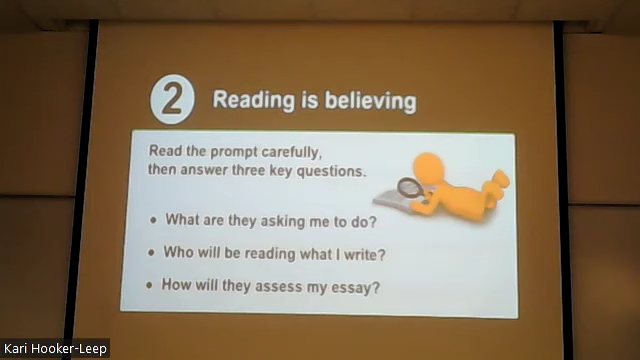 2
Reading is believing
Read the prompt carefully,
then answer three key questions.
• What are they asking me to do?
• Who will be reading what I write?
• How will they assess my essay?
Kari Hooker-Leep